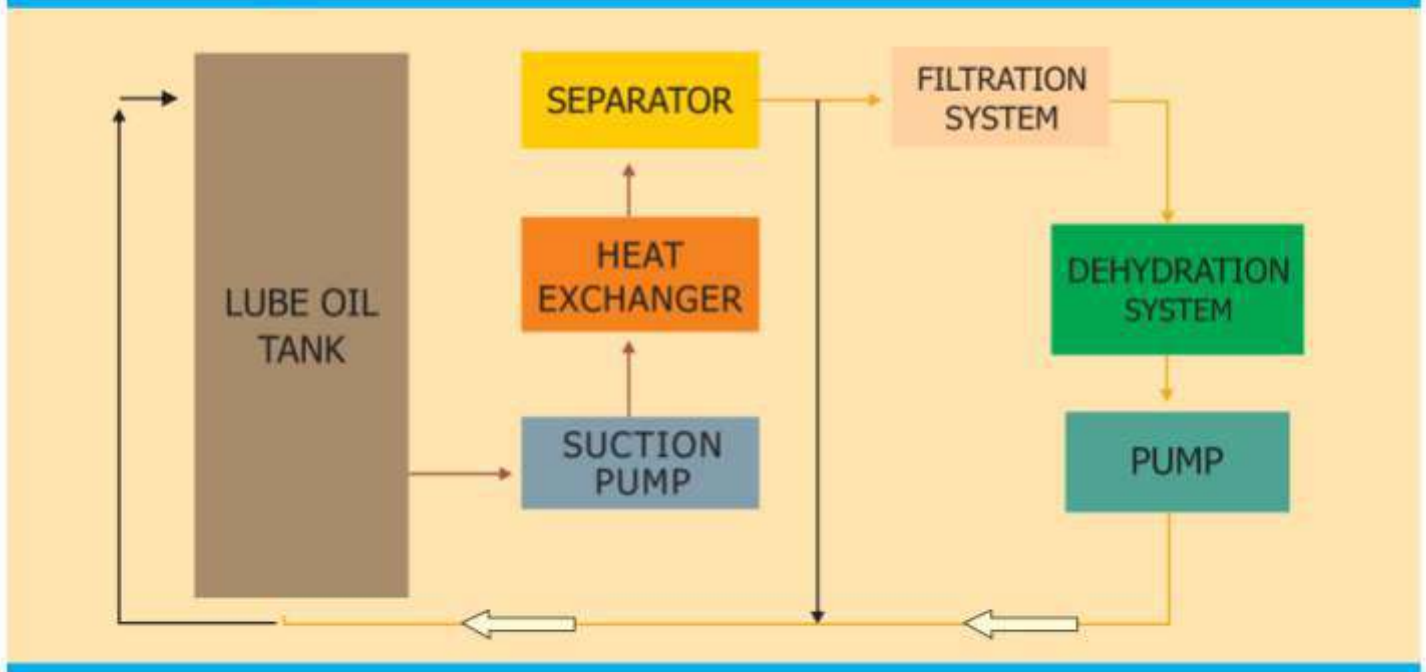 LUBE OIL
TANK
SEPARATOR
HEAT
EXCHANGER
SUCTION
PUMP
FILTRATION
SYSTEM
DEHYDRATION
SYSTEM
PUMP